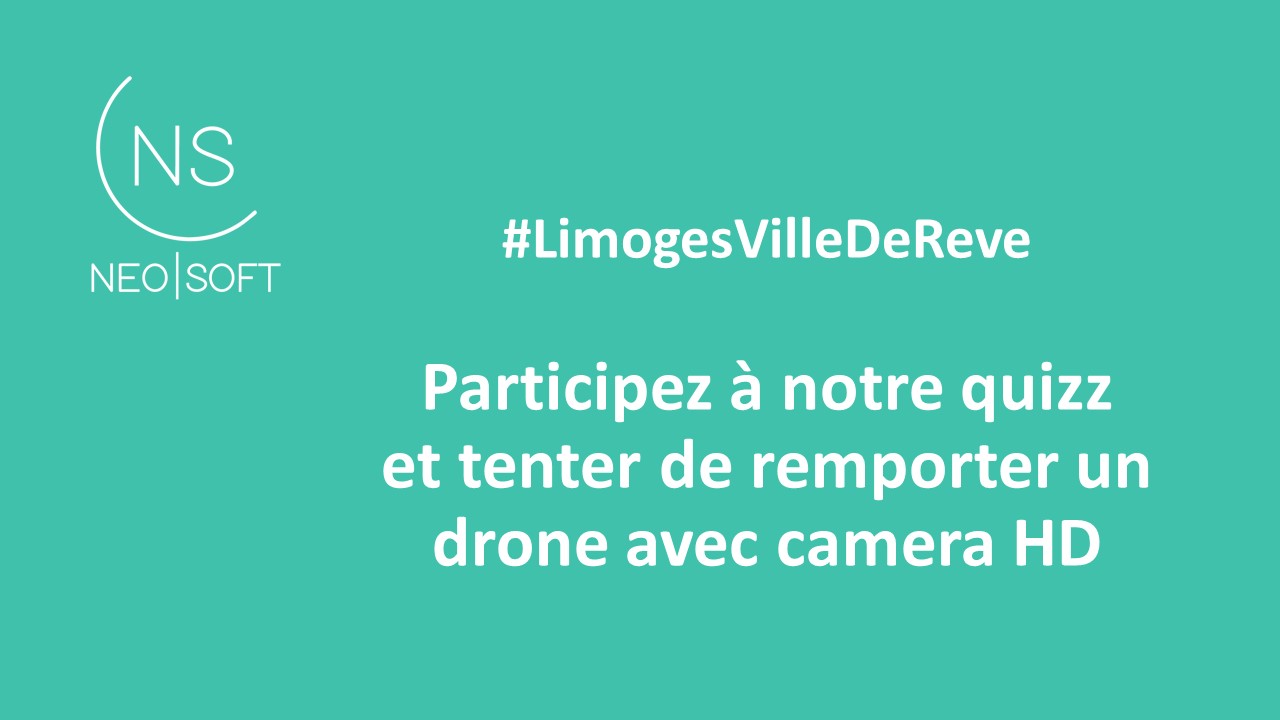 NS
NEO|SOFT
#LimogesVilleDeReve
Participez à notre quizz
et tenter de remporter un
drone avec camera HD